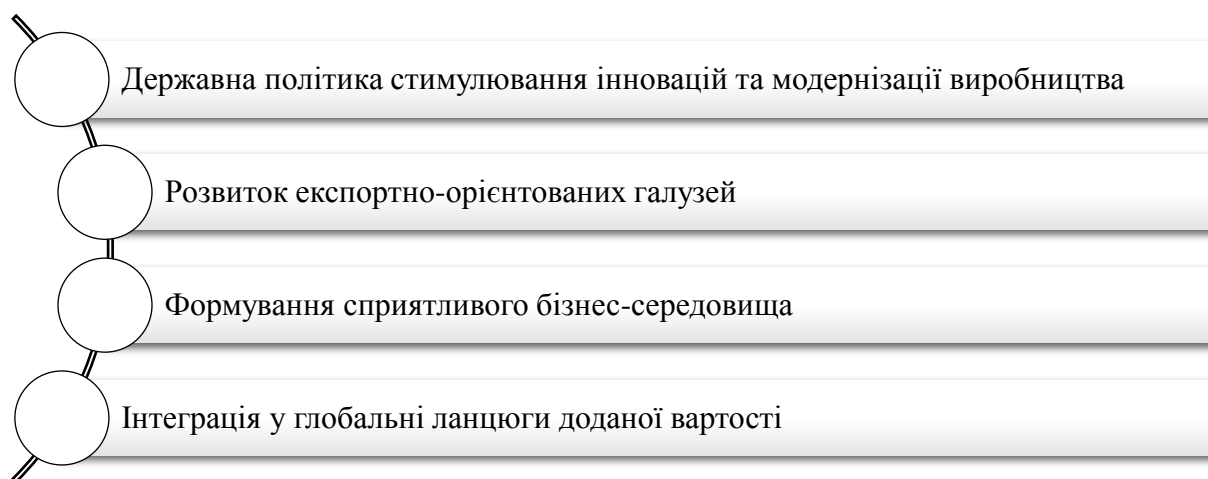 Державна політика стимулювання інновацій та модернізації виробництва
Розвиток експортно-орієнтованих галузей
Формування сприятливого бізнес-середовища
Інтеграція у глобальні ланцюги доданої вартості